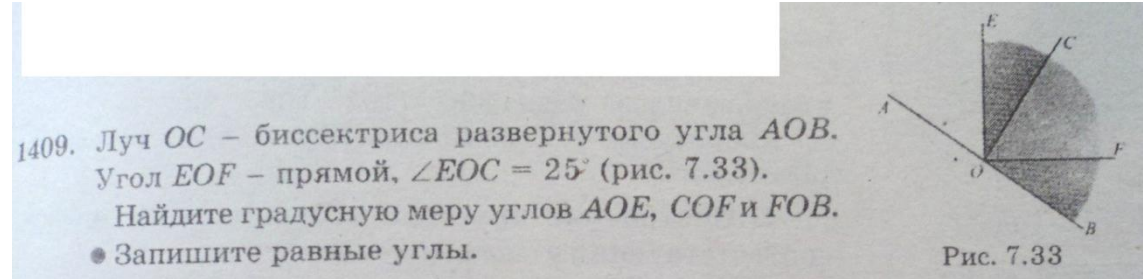 1409. Луч OC – биссектриса развернутого угла AOB.
Угол EOF – прямой, ∠EOC = 25° (рис. 7.33).
Найдите градусную меру углов AOE, COF и FOB.
● Запишите равные углы.
E
C
A
F
O
B
Рис. 7.33